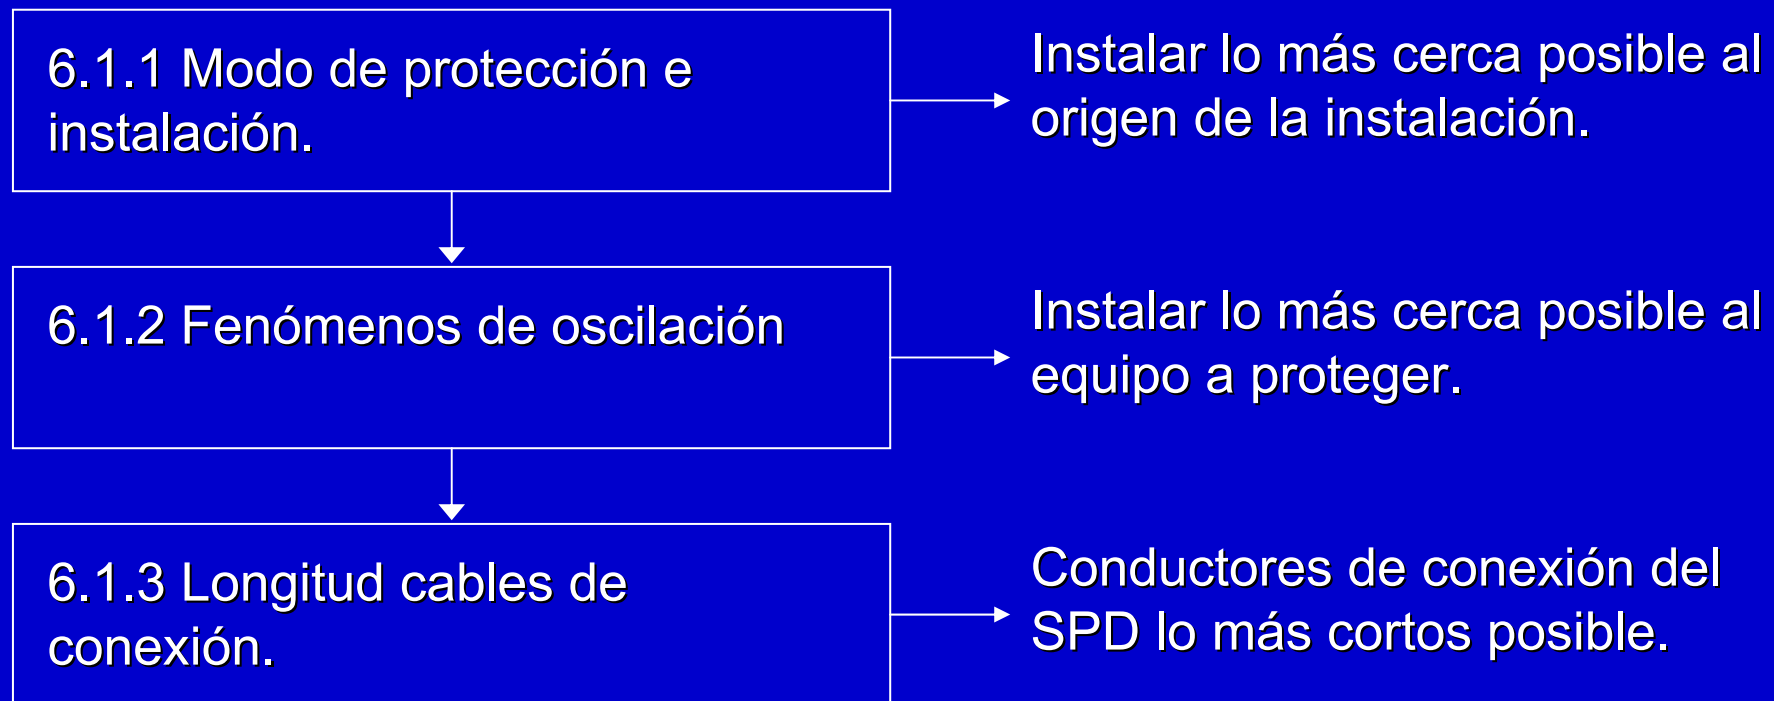 6.1.1 Modo de protección e
instalación.
Instalar lo más cerca posible al
origen de la instalación.
6.1.2 Fenómenos de oscilación
Instalar lo más cerca posible al
equipo a proteger.
6.1.3 Longitud cables de
conexión.
Conductores de conexión del
SPD lo más cortos posible.